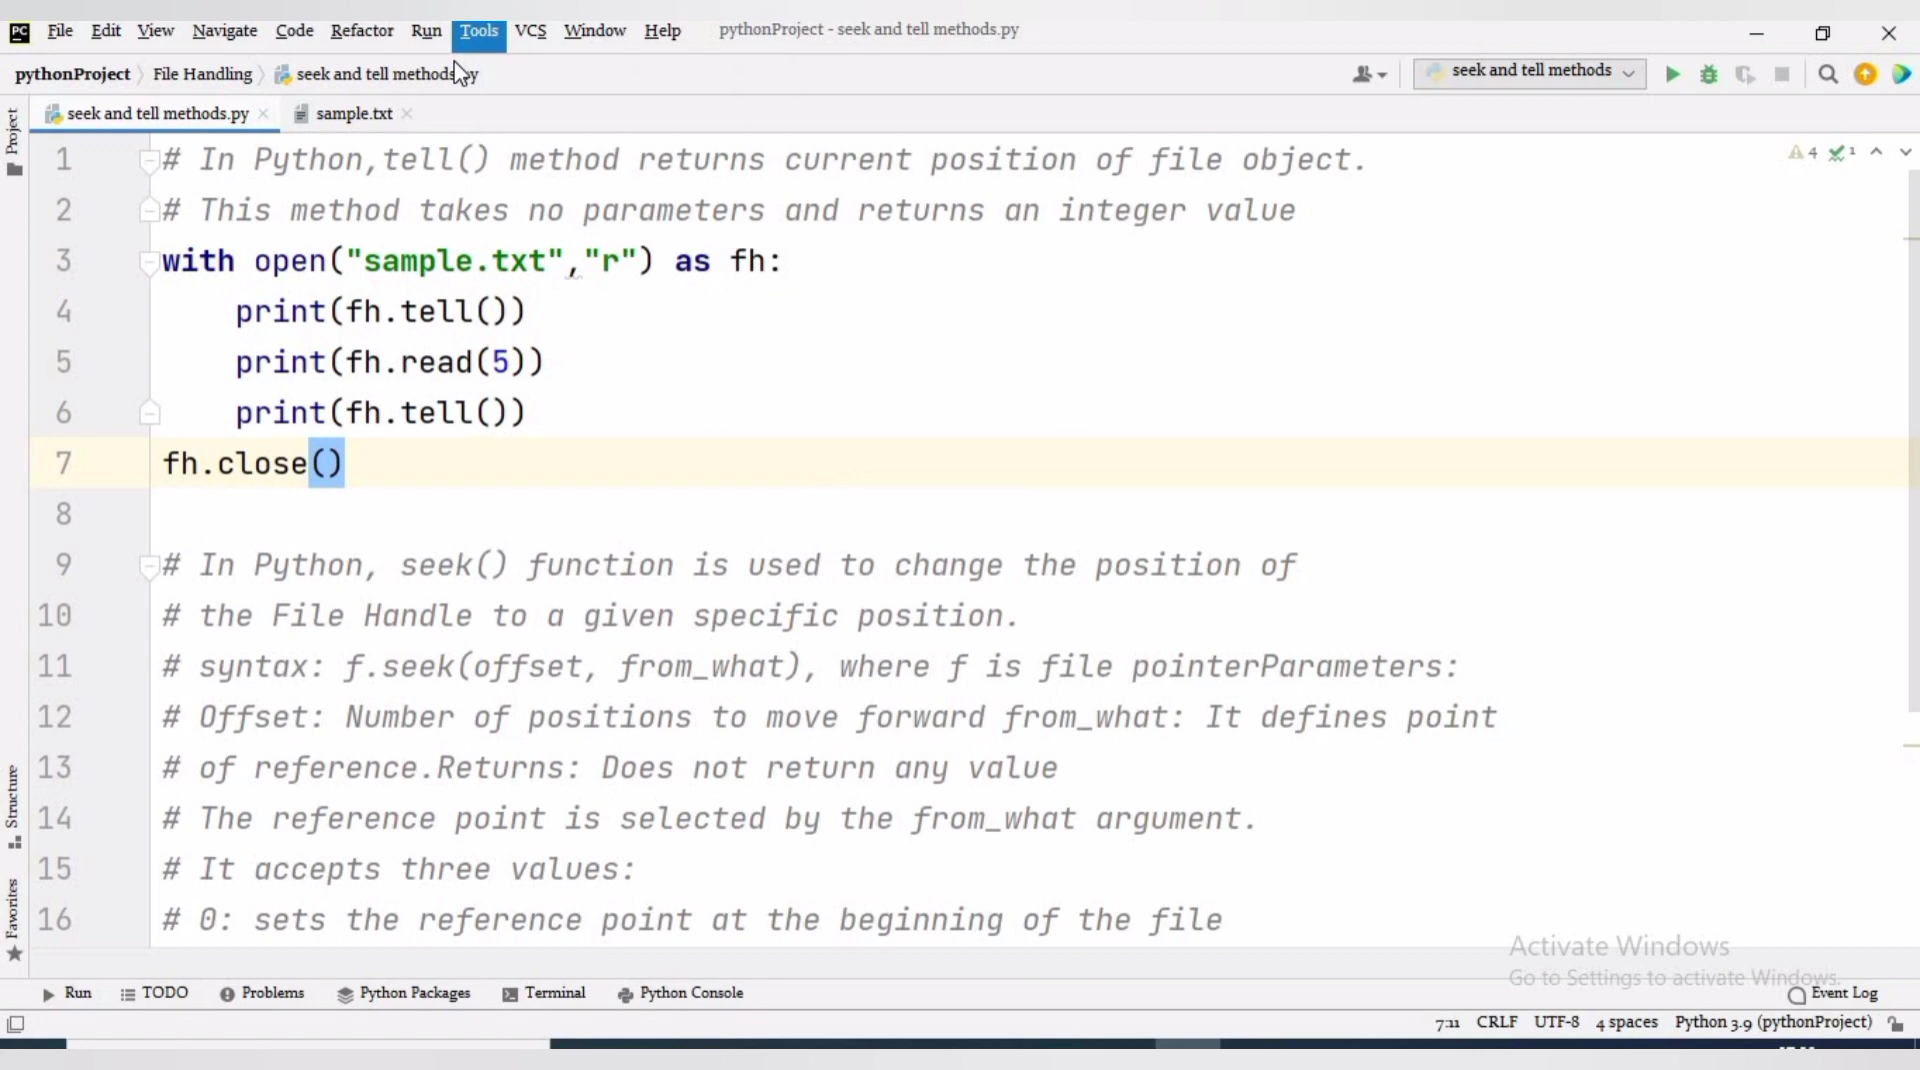 PC File Edit View Navigate Code Refactor Run Tools VCS Window Help pythonProject - seek and tell methods.py
pythonProject File Handling seek and tell methods.py seek and tell methods
seek and tell methods.py sample.txt
Project
4 1
1 # In Python,tell() method returns current position of file object.
2 # This method takes no parameters and returns an integer value
3 with open("sample.txt","r") as fh:
4 print(fh.tell())
5 print(fh.read(5))
6 print(fh.tell())
7 fh.close()
8
9 # In Python, seek() function is used to change the position of
10 # the File Handle to a given specific position.
11 # syntax: f.seek(offset, from_what), where f is file pointerParameters:
12 # Offset: Number of positions to move forward from_what: It defines point
13 # of reference.Returns: Does not return any value
14 # The reference point is selected by the from_what argument.
15 # It accepts three values:
16 # 0: sets the reference point at the beginning of the file
Structure
Favorites
Activate Windows
Go to Settings to activate Windows.
Run TODO Problems Python Packages Terminal Python Console Event Log
7:11 CRLF UTF-8 4 spaces Python 3.9 (pythonProject)